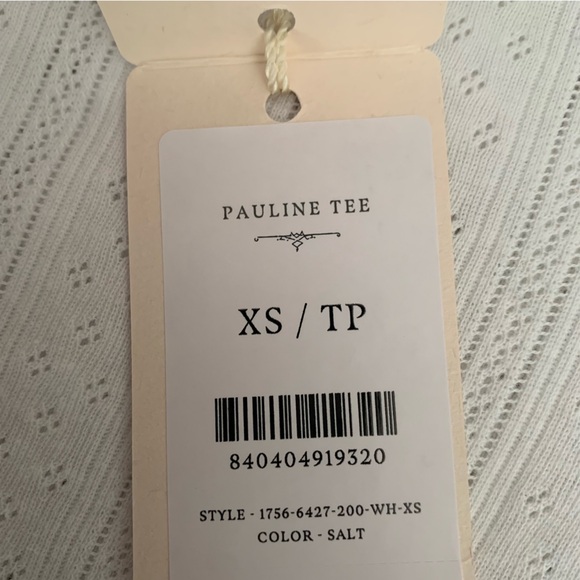 PAULINE TEE
XS / TP
840404919320
STYLE - 1756-6427-200-WH-XS
COLOR - SALT